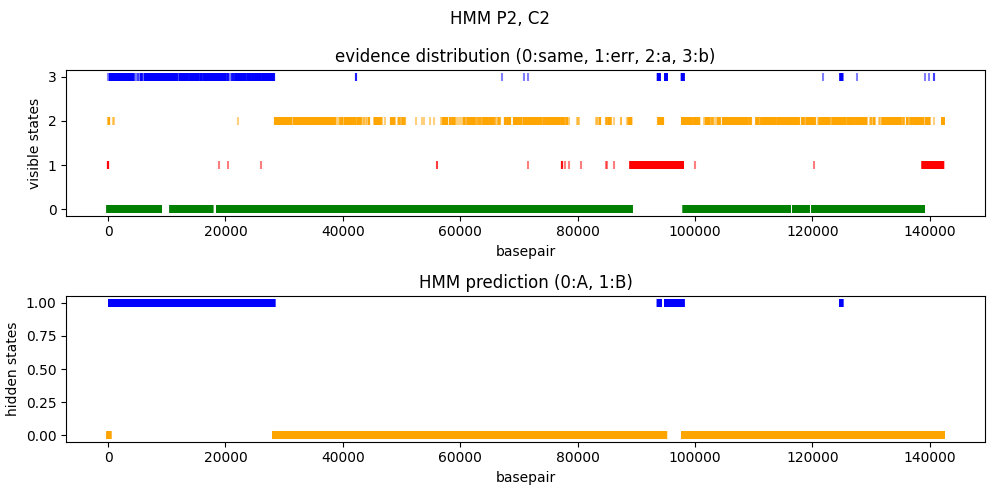 HMM P2, C2
evidence distribution (0:same, 1:err, 2:a, 3:b)
visible states
3
2
1
0
0 20000 40000 60000 80000 100000 120000 140000
basepair
HMM prediction (0:A, 1:B)
hidden states
1.00
0.75
0.50
0.25
0.00
0 20000 40000 60000 80000 100000 120000 140000
basepair